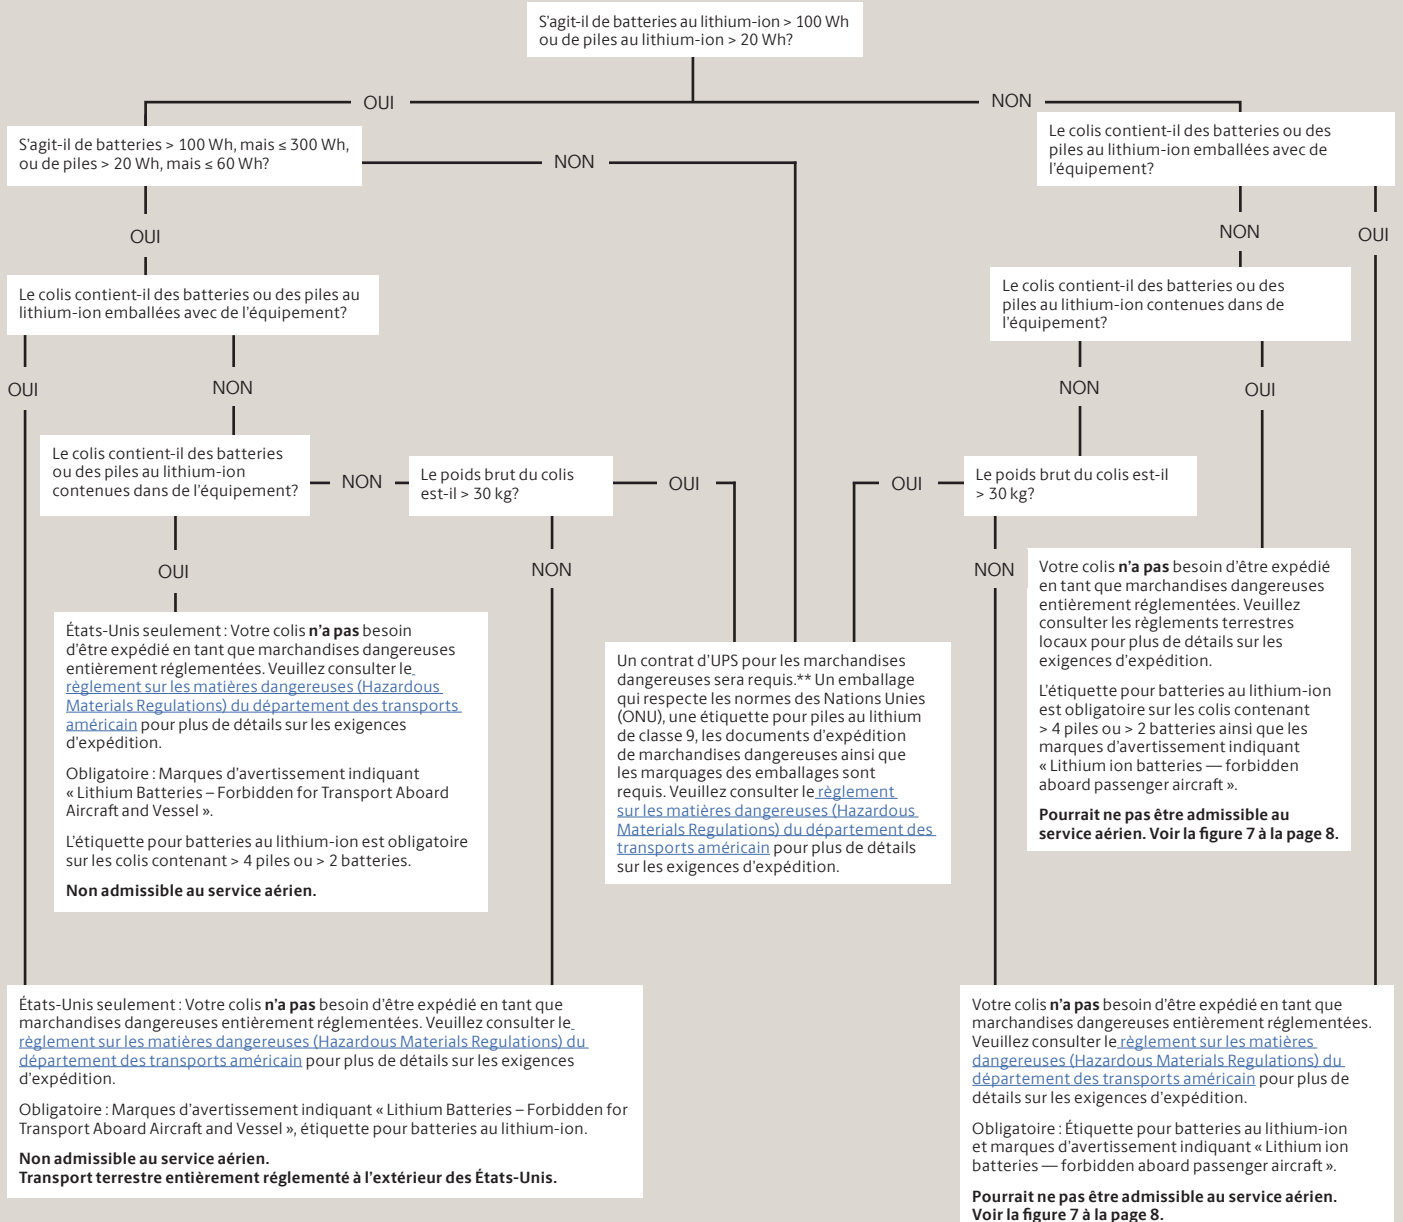 S'agit-il de batteries au lithium-ion > 100 Wh
ou de piles au lithium-ion > 20 Wh?
OUI
NON
S'agit-il de batteries > 100 Wh, mais ≤ 300 Wh,
ou de piles > 20 Wh, mais ≤ 60 Wh?
NON
Le colis contient-il des batteries ou des
piles au lithium-ion emballées avec de
l'équipement?
OUI
NON
OUI
Le colis contient-il des batteries ou des piles au
lithium-ion emballées avec de l'équipement?
Le colis contient-il des batteries ou des
piles au lithium-ion contenues dans de
l'équipement?
OUI
NON
NON
OUI
Le colis contient-il des batteries
ou des piles au lithium-ion
contenues dans de l'équipement?
NON
Le poids brut du colis
est-il > 30 kg?
OUI
OUI
Le poids brut du colis est-il
> 30 kg?
OUI
NON
NON
États-Unis seulement : Votre colis n'a pas besoin
d'être expédié en tant que marchandises dangereuses
entièrement réglementées. Veuillez consulter le
règlement sur les matières dangereuses (Hazardous
Materials Regulations) du département des transports
américain pour plus de détails sur les exigences
d'expédition.
Obligatoire : Marques d'avertissement indiquant
« Lithium Batteries – Forbidden for Transport Aboard
Aircraft and Vessel ».
L'étiquette pour batteries au lithium-ion est obligatoire
sur les colis contenant > 4 piles ou > 2 batteries.
Non admissible au service aérien.
Un contrat d'UPS pour les marchandises
dangereuses sera requis.** Un emballage
qui respecte les normes des Nations Unies
(ONU), une étiquette pour piles au lithium
de classe 9, les documents d'expédition
de marchandises dangereuses ainsi que
les marquages des emballages sont
requis. Veuillez consulter le règlement
sur les matières dangereuses (Hazardous
Materials Regulations) du département des
transports américain pour plus de détails
sur les exigences d'expédition.
Votre colis n'a pas besoin d'être expédié
en tant que marchandises dangereuses
entièrement réglementées. Veuillez
consulter les règlements terrestres
locaux pour plus de détails sur les
exigences d'expédition.
L'étiquette pour batteries au lithium-ion
est obligatoire sur les colis contenant
> 4 piles ou > 2 batteries ainsi que les
marques d'avertissement indiquant
« Lithium ion batteries — forbidden
aboard passenger aircraft ».
Pourrait ne pas être admissible au
service aérien. Voir la figure 7 à la page 8.
États-Unis seulement : Votre colis n'a pas besoin d'être expédié en tant que
marchandises dangereuses entièrement réglementées. Veuillez consulter le
règlement sur les matières dangereuses (Hazardous Materials Regulations) du
département des transports américain pour plus de détails sur les exigences
d'expédition.
Obligatoire : Marques d'avertissement indiquant « Lithium Batteries – Forbidden for
Transport Aboard Aircraft and Vessel », étiquette pour batteries au lithium-ion.
Non admissible au service aérien.
Transport terrestre entièrement réglementé à l'extérieur des États-Unis.
Votre colis n'a pas besoin d'être expédié en tant que
marchandises dangereuses entièrement réglementées.
Veuillez consulter le règlement sur les matières
dangereuses (Hazardous Materials Regulations) du
département des transports américain pour plus de
détails sur les exigences d'expédition.
Obligatoire : Étiquette pour batteries au lithium-ion
et marques d'avertissement indiquant « Lithium ion
batteries — forbidden aboard passenger aircraft ».
Pourrait ne pas être admissible au service aérien.
Voir la figure 7 à la page 8.